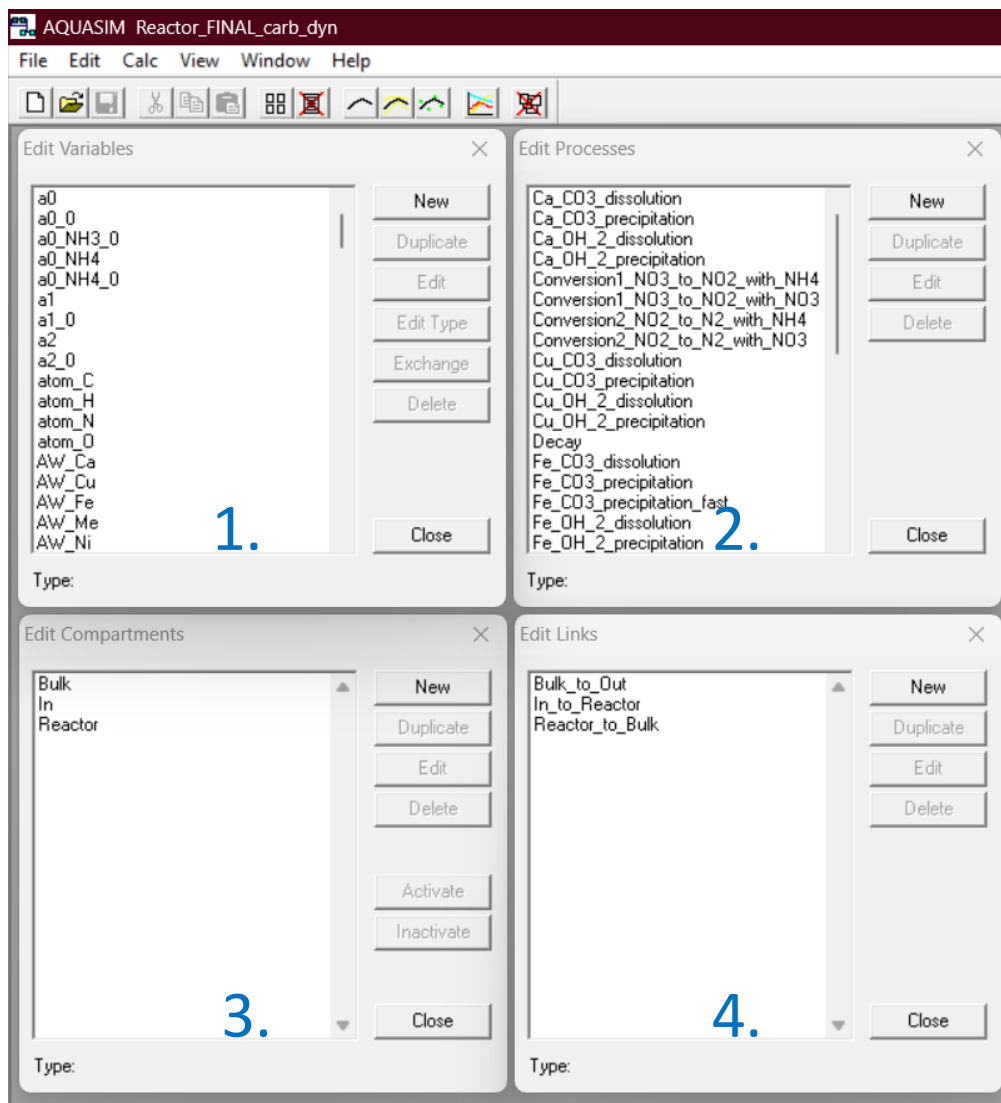 AQUASIM Reactor_FINAL_carb_dyn
File Edit Calc View Window Help
Edit Variables
a0
a0_0
a0_NH3_0
a0_NH4
a0_NH4_0
a1
a1_0
a2
a2_0
atom_C
atom_H
atom_N
atom_O
AW_Ca
AW_Cu
AW_Fe
AW_Me
AW_Ni
New
Duplicate
Edit
Edit Type
Exchange
Delete
Close
1.
Type:
Edit Processes
Ca_CO3_dissolution
Ca_CO3_precipitation
Ca_OH_2_dissolution
Ca_OH_2_precipitation
Conversion1_NO3_to_NO2_with_NH4
Conversion1_NO3_to_NO2_with_NO3
Conversion2_NO2_to_N2_with_NH4
Conversion2_NO2_to_N2_with_NO3
Cu_CO3_dissolution
Cu_CO3_precipitation
Cu_OH_2_dissolution
Cu_OH_2_precipitation
Decay
Fe_CO3_dissolution
Fe_CO3_precipitation
Fe_CO3_precipitation_fast
Fe_OH_2_dissolution
Fe_OH_2_precipitation
New
Duplicate
Edit
Delete
Close
2.
Type:
Edit Compartments
Bulk
In
Reactor
New
Duplicate
Edit
Delete
Activate
Inactivate
Close
3.
Type:
Edit Links
Bulk_to_Out
In_to_Reactor
Reactor_to_Bulk
New
Duplicate
Edit
Delete
Close
4.
Type: